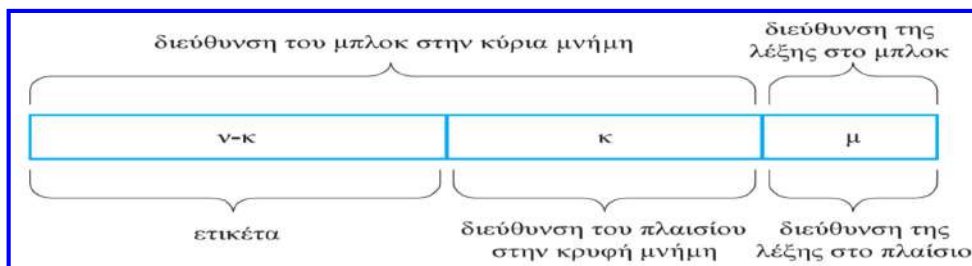 διεύθυνση του μπλοκ στην κύρια μνήμη
διεύθυνση της
λέξης στο μπλοκ
ν-κ
κ
μ
ετικέτα
διεύθυνση του πλαισίου
στην κρυφή μνήμη
διεύθυνση της
λέξης στο πλαίσιο